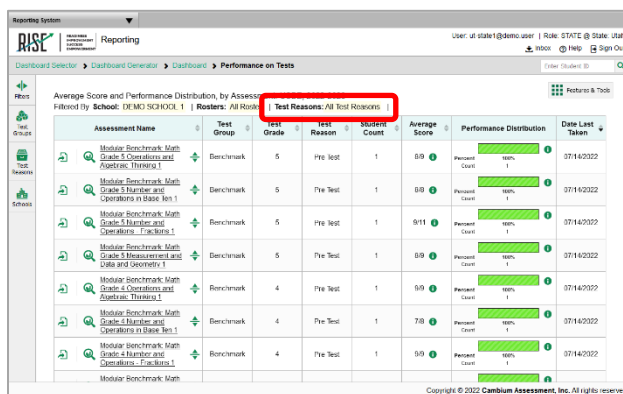 Reporting System
RISE
READINESS
IMPROVEMENT
SUCCESS
EMPOWERMENT
Reporting
User: ut-state1@demo.user | Role: STATE @ State: Utah
Inbox Help Sign Ou
Dashboard Selector Dashboard Generator Dashboard Performance on Tests
Enter Student ID
Filters
Test Groups
Test Reasons
Schools
Average Score and Performance Distribution, by Assess
Filtered By School: DEMO SCHOOL 1 | Rosters: All Roste | Test Reasons: All Test Reasons |
Features & Tools
Assessment Name Test Group Test Grade Test Reason Student Count Average Score Performance Distribution Date Last Taken
Modular Benchmark: Math Grade 5 Operations and Algebraic Thinking 1 Benchmark 5 Pre Test 1 8/9 Percent 100% Count 1 07/14/2022
Modular Benchmark: Math Grade 5 Number and Operations in Base Ten 1 Benchmark 5 Pre Test 1 8/8 Percent 100% Count 1 07/14/2022
Modular Benchmark: Math Grade 5 Number and Operations - Fractions 1 Benchmark 5 Pre Test 1 9/11 Percent 100% Count 1 07/14/2022
Modular Benchmark: Math Grade 5 Measurement and Data and Geometry 1 Benchmark 5 Pre Test 1 8/9 Percent 100% Count 1 07/14/2022
Modular Benchmark: Math Grade 4 Operations and Algebraic Thinking 1 Benchmark 4 Pre Test 1 9/9 Percent 100% Count 1 07/14/2022
Modular Benchmark: Math Grade 4 Number and Operations in Base Ten 1 Benchmark 4 Pre Test 1 7/8 Percent 100% Count 1 07/14/2022
Modular Benchmark: Math Grade 4 Number and Operations - Fractions 1 Benchmark 4 Pre Test 1 9/9 Percent 100% Count 1 07/14/2022
Modular Benchmark: Math
Copyright © 2022 Cambium Assessment, Inc. All rights reserve